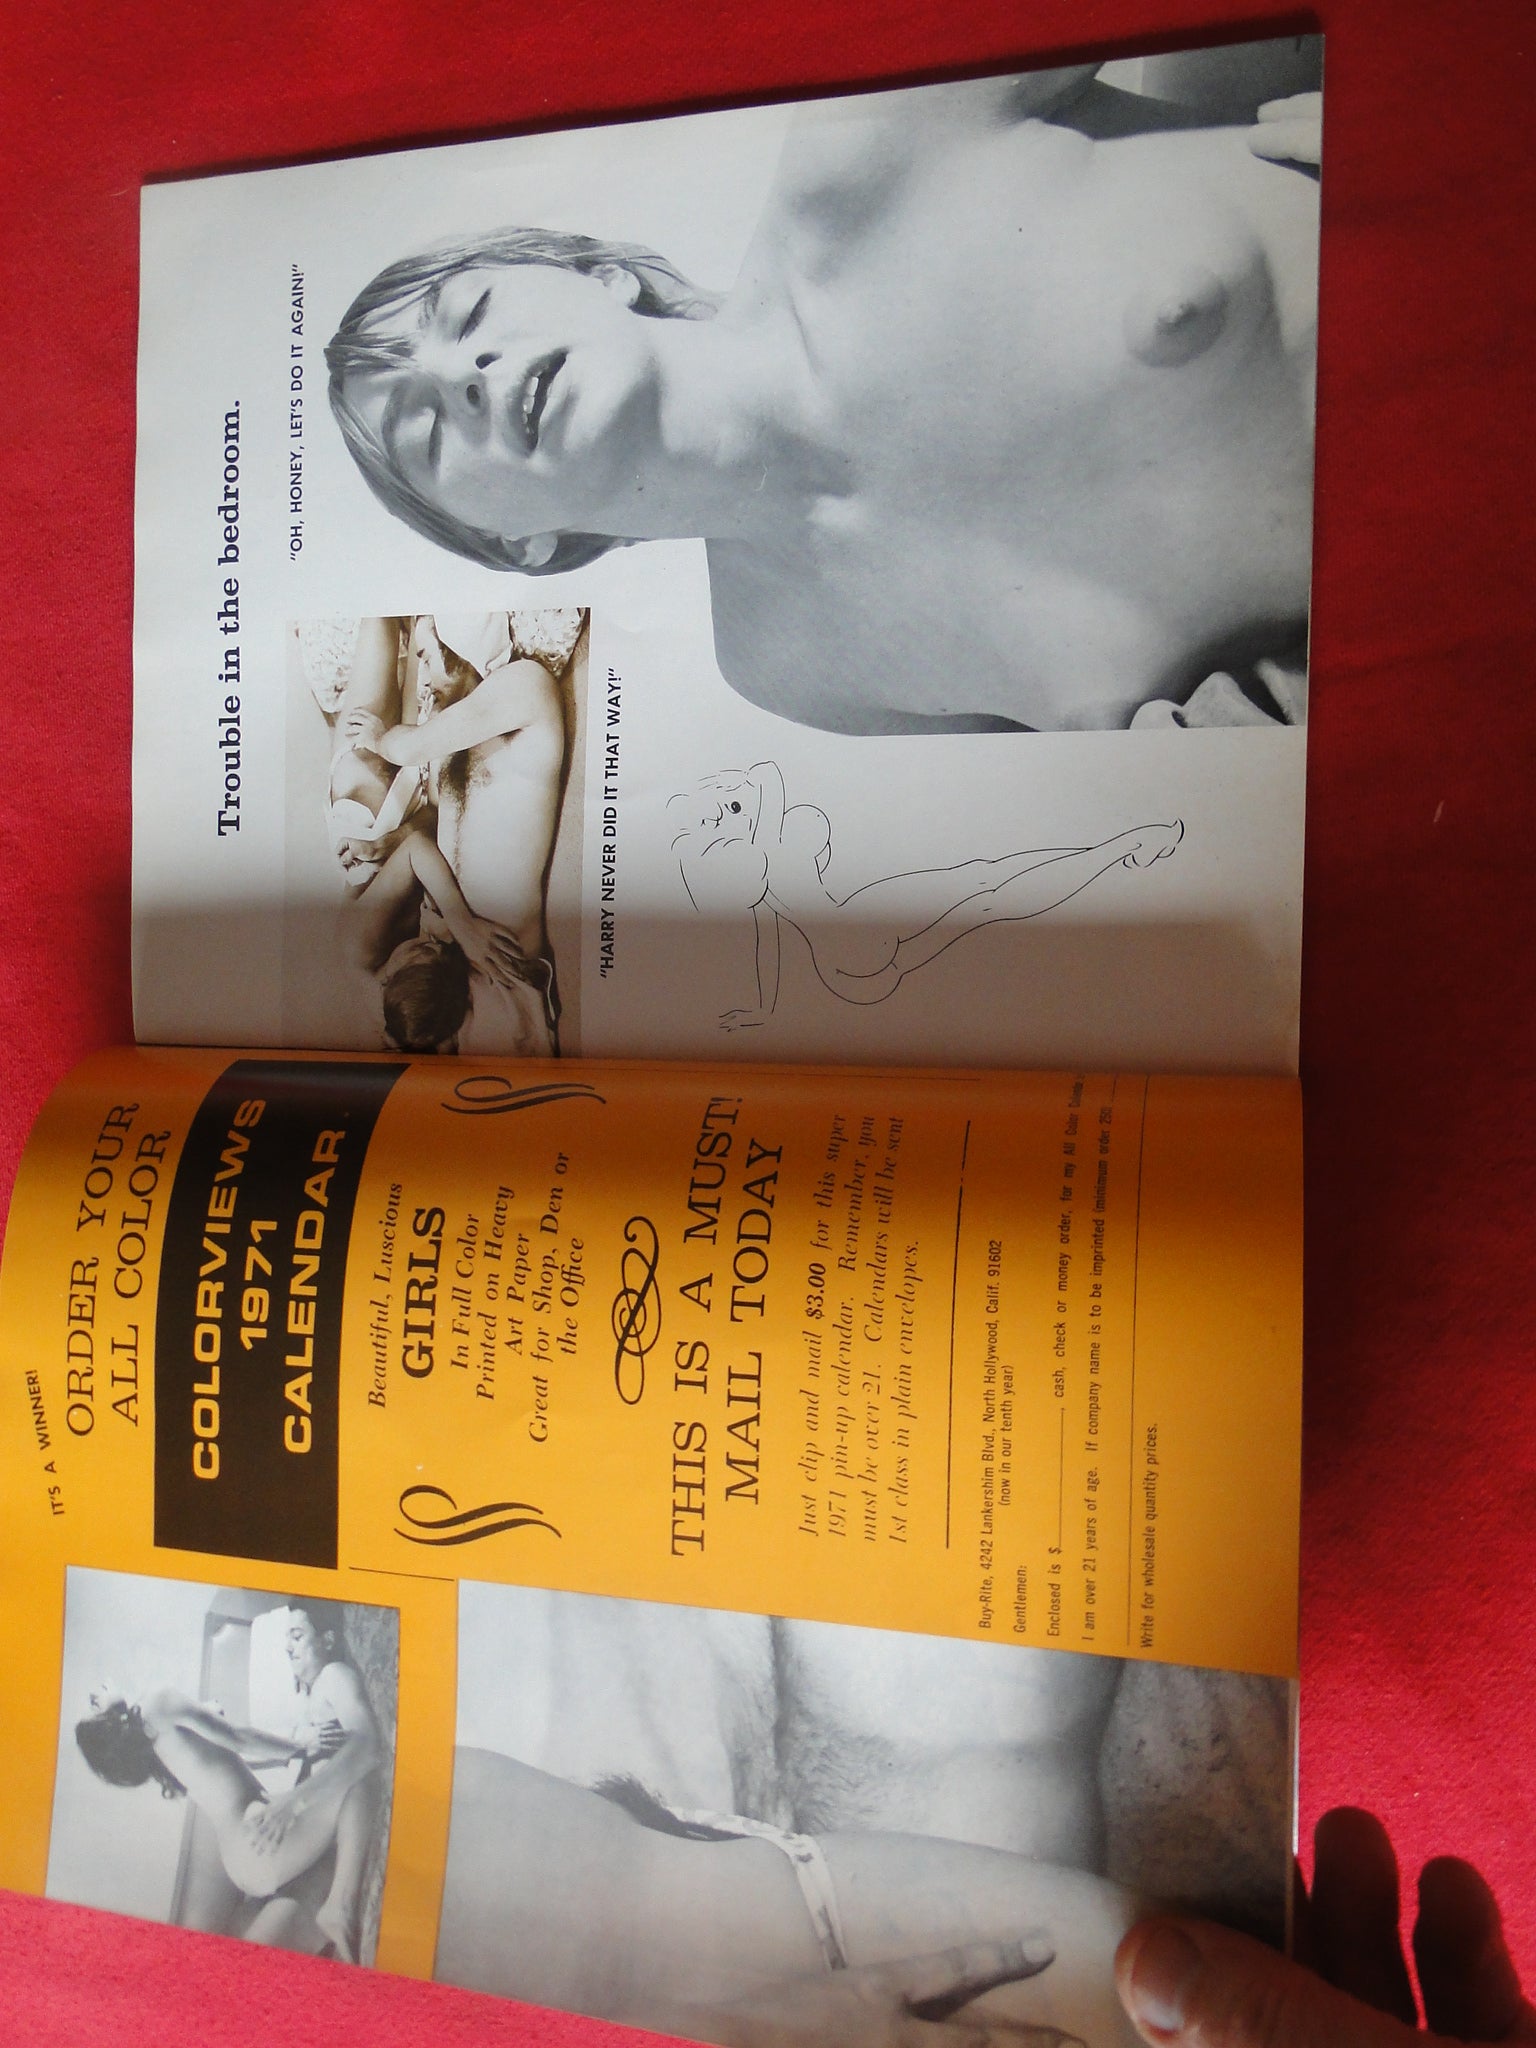 IT'S A WINNER!
ORDER YOUR
ALL COLOR
COLORVIEWS
1971
CALENDAR
Beautiful, Luscious
GIRLS
In Full Color
Printed on Heavy
Art Paper
Great for Shop, Den or
the Office
THIS IS A MUST!
MAIL TODAY
Just clip and mail $3.00 for this super
1971 pin-up calendar. Remember, you
must be over 21. Calendars will be sent
1st class in plain envelopes.
Buy-Rite, 4242 Lankershim Blvd., North Hollywood, Calif. 91602
(now in our tenth year)
Gentlemen:
Enclosed is $ , cash, check or money order, for my All Color
I am over 21 years of age. If company name is to be imprinted (minimum order 250)
Write for wholesale quantity prices.
Trouble in the bedroom.
"OH, HONEY, LET'S DO IT AGAIN!"
"HARRY NEVER DID IT THAT WAY!"